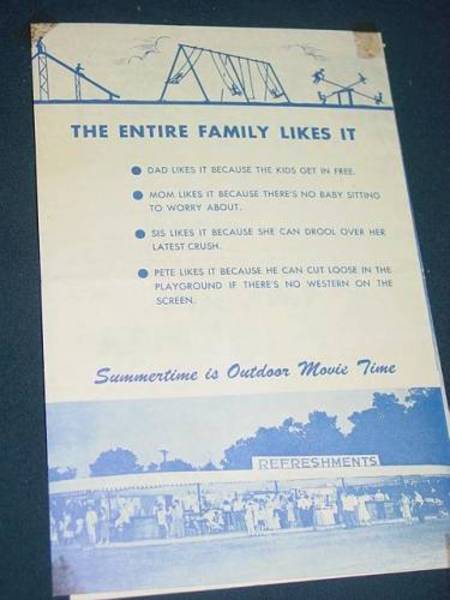 THE ENTIRE FAMILY LIKES IT
DAD LIKES IT BECAUSE THE KIDS GET IN FREE.
MOM LIKES IT BECAUSE THERE'S NO BABY SITTING
TO WORRY ABOUT.
SIS LIKES IT BECAUSE SHE CAN DROOL OVER HER
LATEST CRUSH.
PETE LIKES IT BECAUSE HE CAN CUT LOOSE IN THE
PLAYGROUND IF THERE'S NO WESTERN ON THE
SCREEN.
Summertime is Outdoor Movie Time
REFRESHMENTS